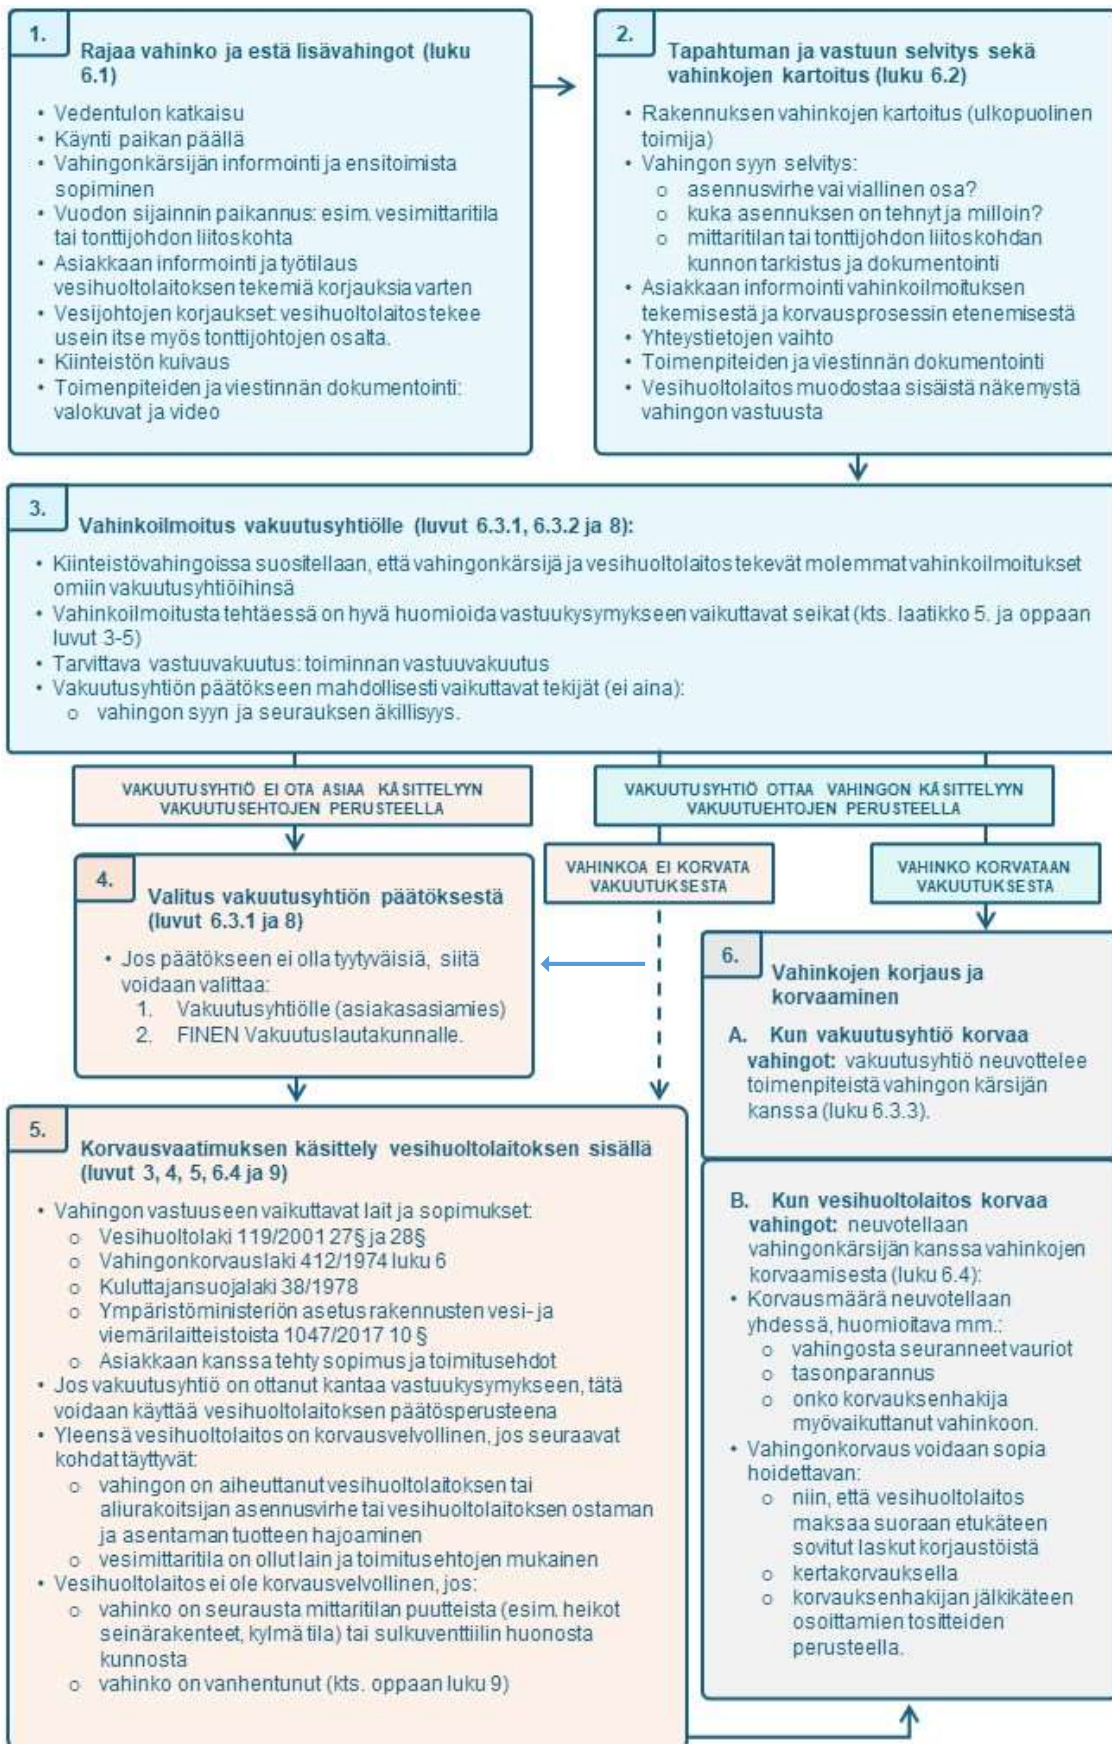 1.
Rajaa vahinko ja estä lisävahingot (luku
6.1)
• Vedentulon katkaisu
• Käynti paikan päällä
• Vahingonkärsijän informointi ja ensitoimista
sopiminen
• Vuodon sijainnin paikannus: esim. vesimittaritila
tai tonttijohdon liitoskohta
• Asiakkaan informointi ja työtilaus
vesihuoltolaitoksen tekemiä korjauksia varten
• Vesijohtojen korjaukset: vesihuoltolaitos tekee
usein itse myös tonttijohtojen osalta.
• Kiinteistön kuivaus
• Toimenpiteiden ja viestinnän dokumentointi:
valokuvat ja video
2.
Tapahtuman ja vastuun selvitys sekä
vahinkojen kartoitus (luku 6.2)
• Rakennuksen vahinkojen kartoitus (ulkopuolinen
toimija)
• Vahingon syyn selvitys:
o asennusvirhe vai viallinen osa?
o kuka asennuksen on tehnyt ja milloin?
o mittaritilan tai tonttijohdon liitoskohdan
kunnon tarkistus ja dokumentointi
• Asiakkaan informointi vahinkoilmoituksen
tekemisestä ja korvausprosessin etenemisestä
• Yhteystietojen vaihto
• Toimenpiteiden ja viestinnän dokumentointi
• Vesihuoltolaitos muodostaa sisäistä näkemystä
vahingon vastuusta
3.
Vahinkoilmoitus vakuutusyhtiölle (luvut 6.3.1, 6.3.2 ja 8):
• Kiinteistövahingoissa suositellaan, että vahingonkärsijä ja vesihuoltolaitos tekevät molemmat vahinkoilmoitukset
omiin vakuutusyhtiöihinsä
• Vahinkoilmoitusta tehtäessä on hyvä huomioida vastuukysymykseen vaikuttavat seikat (kts. laatikko 5. ja oppaan
luvut 3-5)
• Tarvittava vastuuvakuutus: toiminnan vastuuvakuutus
• Vakuutusyhtiön päätökseen mahdollisesti vaikuttavat tekijät (ei aina):
o vahingon syyn ja seurauksen äkillisyys.
VAKUUTUSYHTIÖ EI OTA ASIAA KÄSITTELYYN
VAKUUTUSEHTOJEN PERUSTEELLA
VAKUUTUSYHTIÖ OTTAA VAHINGON KÄSITTELYYN
VAKUUTUEHTOJEN PERUSTEELLA
VAHINKOA EI KORVATA
VAKUUTUKSESTA
VAHINKO KORVATAAN
VAKUUTUKSESTA
4.
Valitus vakuutusyhtiön päätöksestä
(luvut 6.3.1 ja 8)
• Jos päätökseen ei olla tyytyväisiä, siitä
voidaan valittaa:
1. Vakuutusyhtiölle (asiakasasiamies)
2. FINEN Vakuutuslautakunnalle.
5.
Korvausvaatimuksen käsittely vesihuoltolaitoksen sisällä
(luvut 3, 4, 5, 6.4 ja 9)
• Vahingon vastuuseen vaikuttavat lait ja sopimukset:
o Vesihuoltolaki 119/2001 27§ ja 28§
o Vahingonkorvauslaki 412/1974 luku 6
o Kuluttajansuojalaki 38/1978
o Ympäristöministeriön asetus rakennusten vesi- ja
viemärilaitteistoista 1047/2017 10 §
o Asiakkaan kanssa tehty sopimus ja toimitusehdot
• Jos vakuutusyhtiö on ottanut kantaa vastuukysymykseen, tätä
voidaan käyttää vesihuoltolaitoksen päätösperusteena
• Yleensä vesihuoltolaitos on korvausvelvollinen, jos seuraavat
kohdat täyttyvät:
o vahingon on aiheuttanut vesihuoltolaitoksen tai
aliurakoitsijan asennusvirhe tai vesihuoltolaitoksen ostaman
ja asentaman tuotteen hajoaminen
o vesimittaritila on ollut lain ja toimitusehtojen mukainen
• Vesihuoltolaitos ei ole korvausvelvollinen, jos:
o vahinko on seurausta mittaritilan puutteista (esim. heikot
seinärakenteet, kylmä tila) tai sulkuventtiilin huonosta
kunnosta
o vahinko on vanhentunut (kts. oppaan luku 9)
6.
Vahinkojen korjaus ja
korvaaminen
A. Kun vakuutusyhtiö korvaa
vahingot: vakuutusyhtiö neuvottelee
toimenpiteistä vahingon kärsijän
kanssa (luku 6.3.3).
B. Kun vesihuoltolaitos korvaa
vahingot: neuvotellaan
vahingonkärsijän kanssa vahinkojen
korvaamisesta (luku 6.4):
• Korvausmäärä neuvotellaan
yhdessä, huomioitava mm.:
o vahingosta seuranneet vauriot
o tasonparannus
o onko korvauksenhakija
myövaikuttanut vahinkoon.
• Vahingonkorvaus voidaan sopia
hoidettavan:
o niin, että vesihuoltolaitos
maksaa suoraan etukäteen
sovitut laskut korjaustöistä
o kertakorvauksella
o korvauksenhakijan jälkikäteen
osoittamien tositteiden
perusteella.